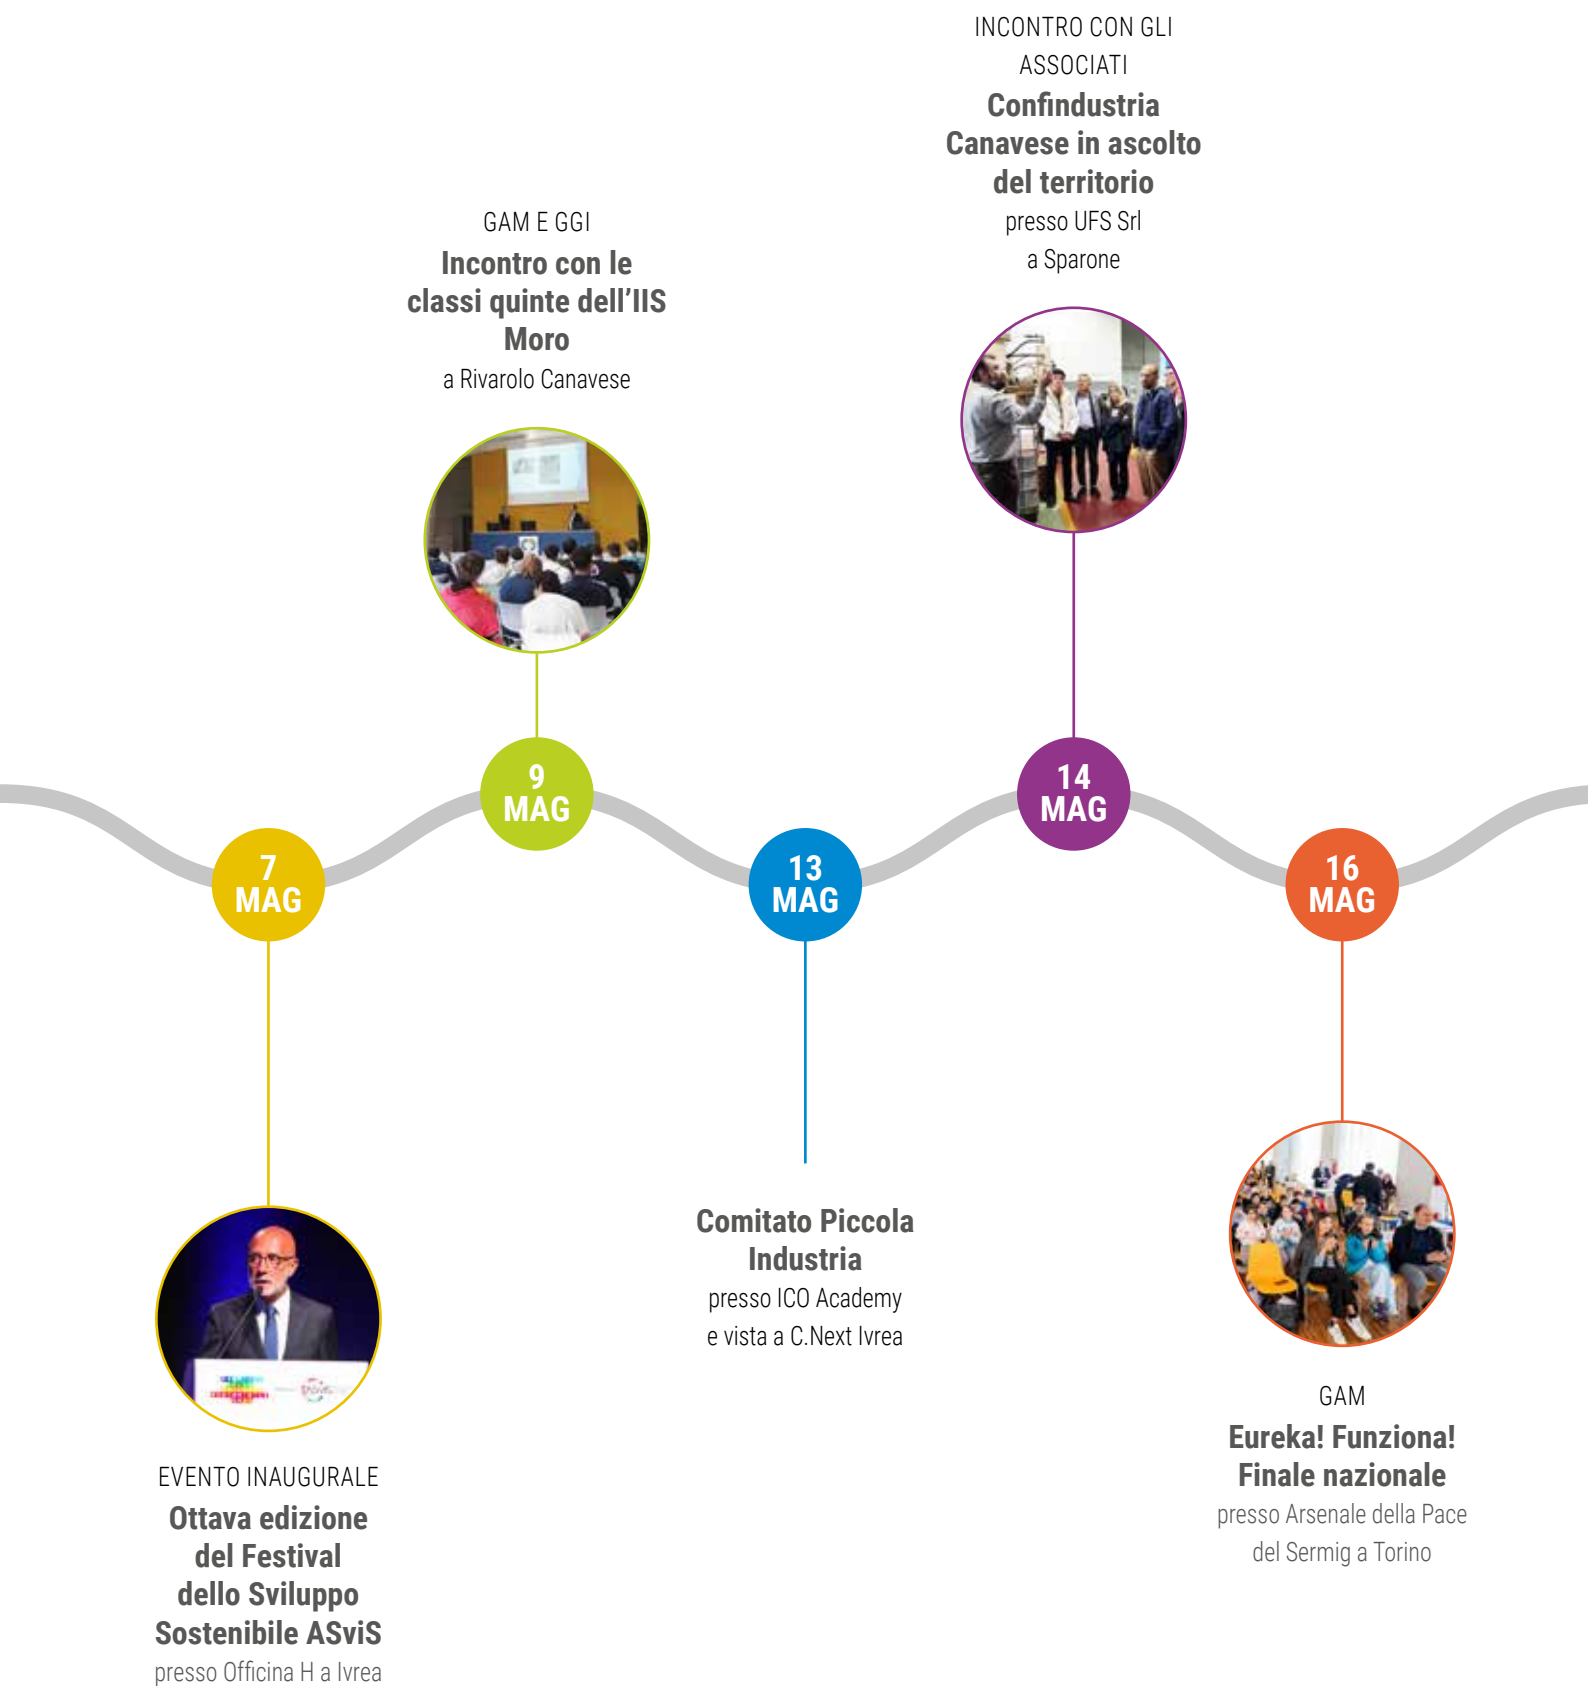 INCONTRO CON GLI
ASSOCIATI
Confindustria
Canavese in ascolto
del territorio
presso UFS Srl
a Sparone
GAM E GGI
Incontro con le
classi quinte dell’IIS
Moro
a Rivarolo Canavese
7
MAG
9
MAG
13
MAG
14
MAG
16
MAG
EVENTO INAUGURALE
Ottava edizione
del Festival
dello Sviluppo
Sostenibile ASviS
presso Officina H a Ivrea
Comitato Piccola
Industria
presso ICO Academy
e vista a C.Next Ivrea
GAM
Eureka! Funziona!
Finale nazionale
presso Arsenale della Pace
del Sermig a Torino